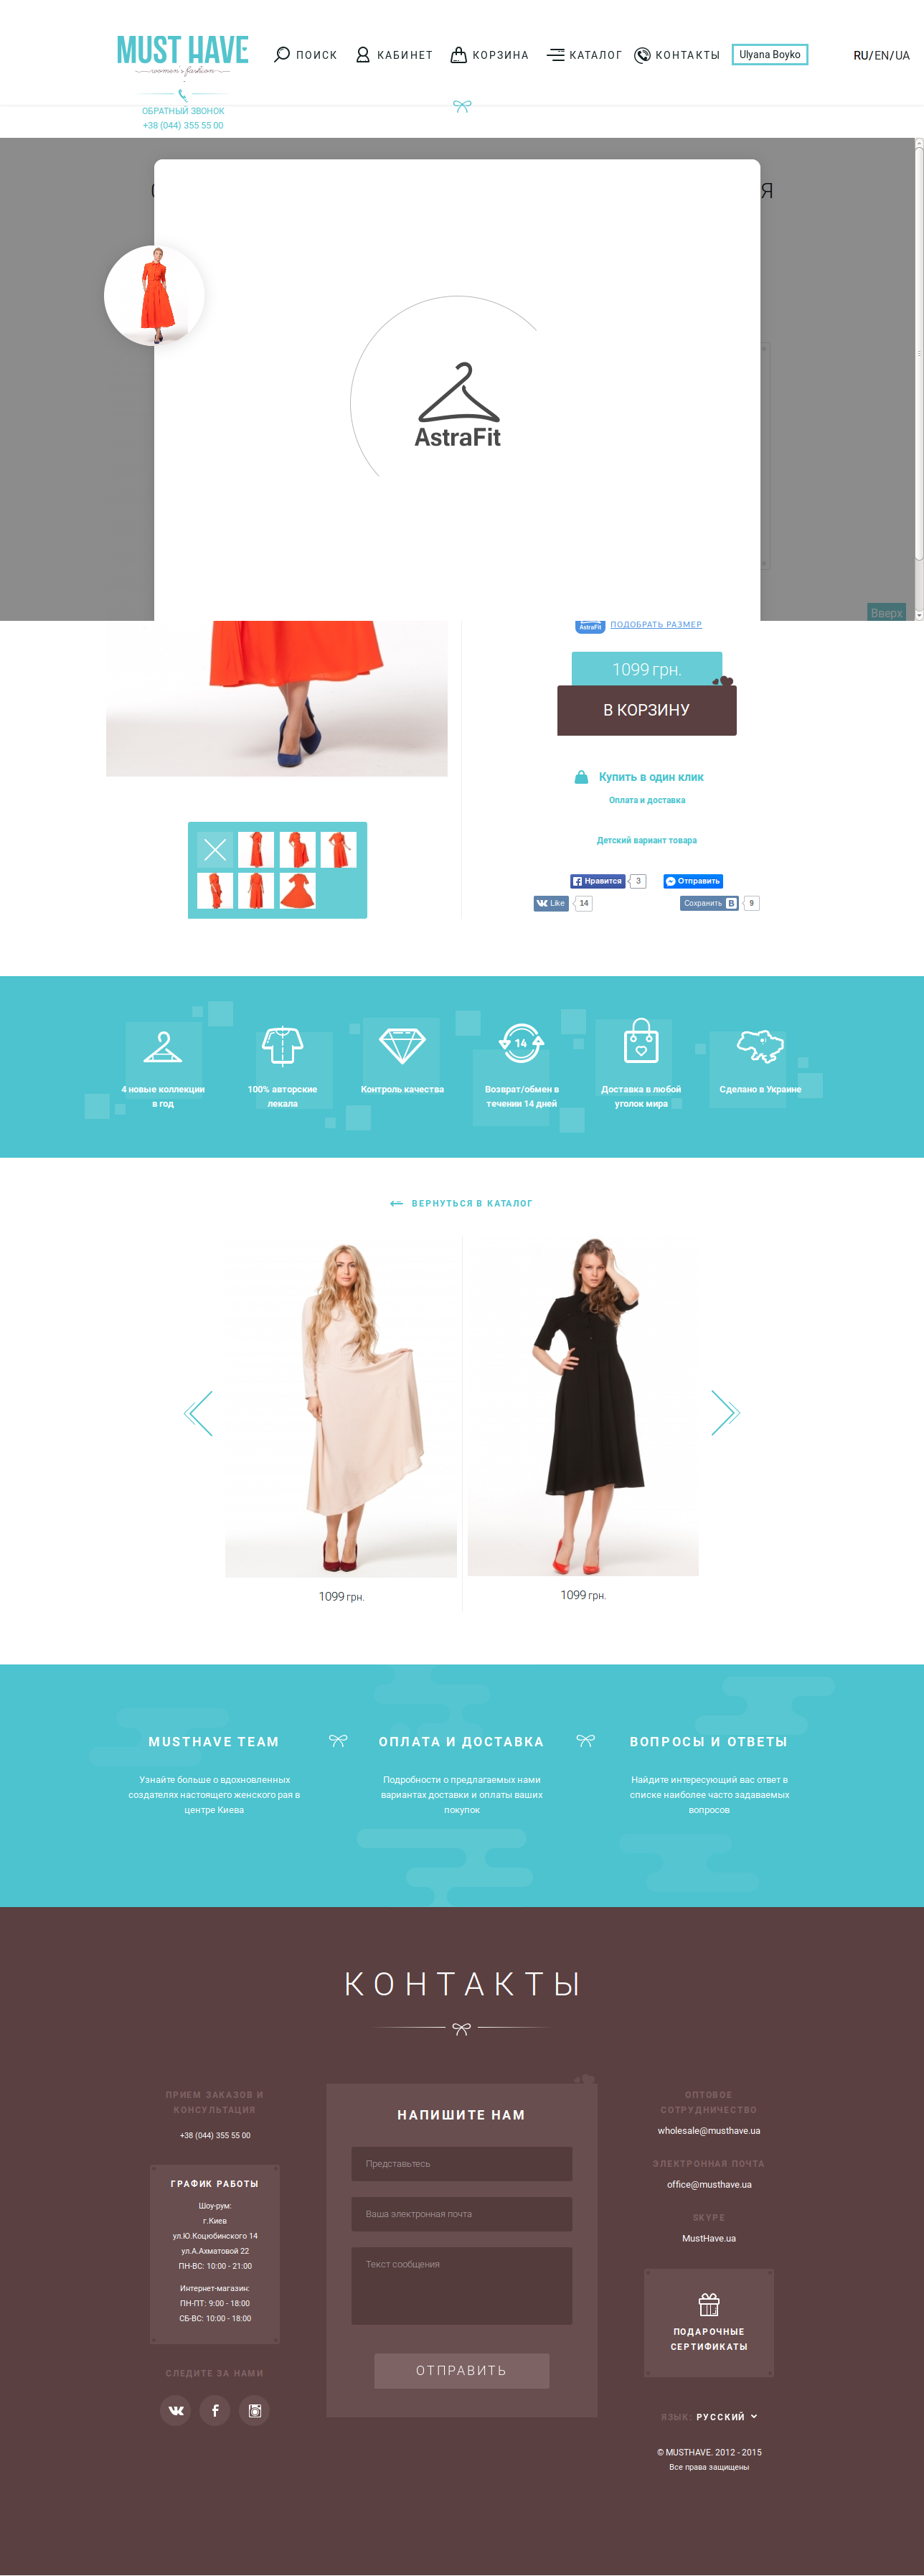 MUST HAVE
women's fashion
ПОИСК
КАБИНЕТ
КОРЗИНА
КАТАЛОГ
КОНТАКТЫ
Ulyana Boyko
RU/EN/UA
ОБРАТНЫЙ ЗВОНОК
+38 (044) 355 55 00
Я
AstraFit
Вверх
AstraFit
ПОДОБРАТЬ РАЗМЕР
1099 грн.
В КОРЗИНУ
Купить в один клик
Оплата и доставка
Детский вариант товара
Нравится 3
Отправить
Like 14
Сохранить B 9
4 новые коллекции
в год
100% авторские
лекала
Контроль качества
14
Возврат/обмен в
течении 14 дней
Доставка в любой
уголок мира
Сделано в Украине
ВЕРНУТЬСЯ В КАТАЛОГ
1099 грн.
1099 грн.
MUSTHAVE TEAM
Узнайте больше о вдохновленных
создателях настоящего женского рая в
центре Киева
ОПЛАТА И ДОСТАВКА
Подробности о предлагаемых нами
вариантах доставки и оплаты ваших
покупок
ВОПРОСЫ И ОТВЕТЫ
Найдите интересующий вас ответ в
списке наиболее часто задаваемых
вопросов
КОНТАКТЫ
ПРИЕМ ЗАКАЗОВ И
КОНСУЛЬТАЦИЯ
+38 (044) 355 55 00
ГРАФИК РАБОТЫ
Шоу-рум:
г.Киев
ул.Ю.Коцюбинского 14
ул.А.Ахматовой 22
ПН-ВС: 10:00 - 21:00
Интернет-магазин:
ПН-ПТ: 9:00 - 18:00
СБ-ВС: 10:00 - 18:00
СЛЕДИТЕ ЗА НАМИ
НАПИШИТЕ НАМ
Представьтесь
Ваша электронная почта
Текст сообщения
ОТПРАВИТЬ
ОПТОВОЕ
СОТРУДНИЧЕСТВО
wholesale@musthave.ua
ЭЛЕКТРОННАЯ ПОЧТА
office@musthave.ua
SKYPE
MustHave.ua
ПОДАРОЧНЫЕ
СЕРТИФИКАТЫ
ЯЗЫК: РУССКИЙ
© MUSTHAVE. 2012 - 2015
Все права защищены